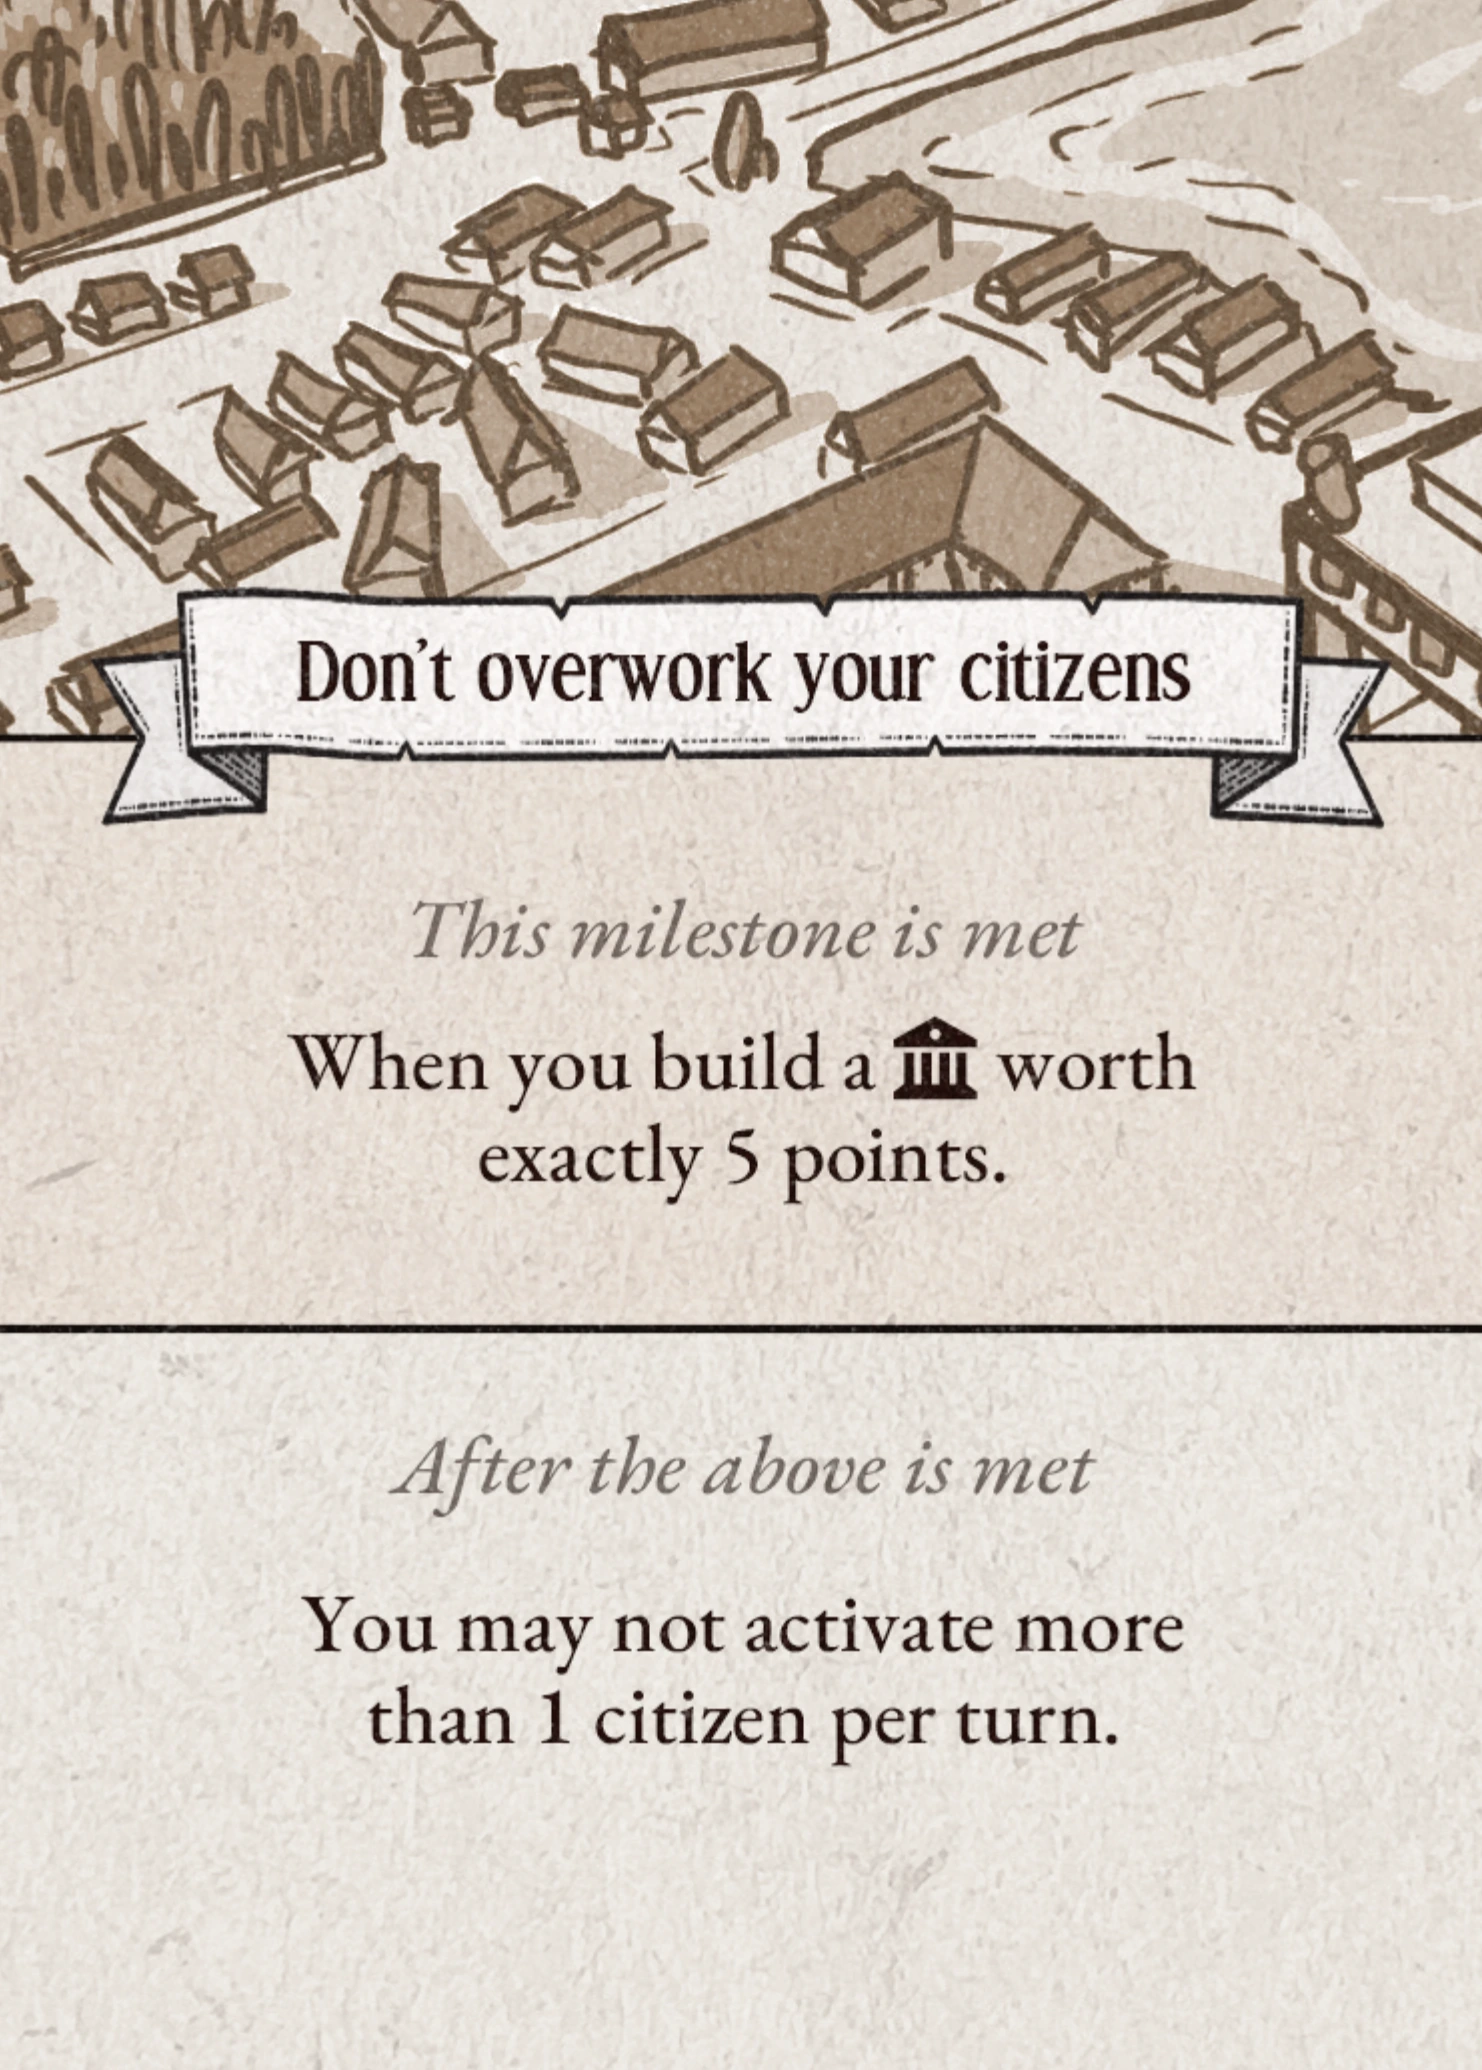 Don't overwork your citizens
This milestone is met
When you build a worth
exactly 5 points.
After the above is met
You may not activate more
than 1 citizen per turn.